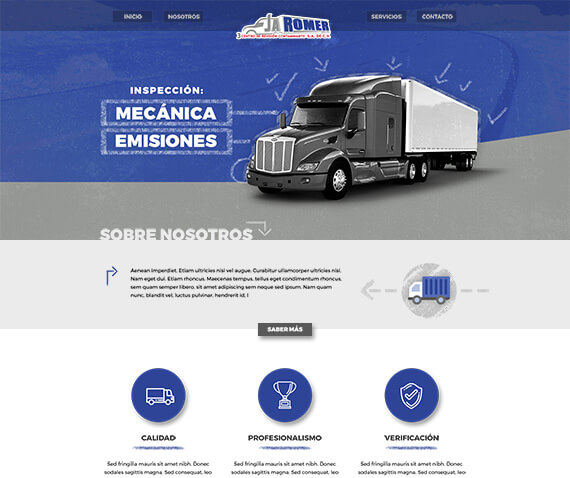 INICIO
NOSOTROS
JA ROMER
SERVICIOS
CONTACTO
INSPECCIÓN:
MECÁNICA
EMISIONES
SOBRE NOSOTROS
Aenean imperdiet. Etiam ultricies nisi vel augue. Curabitur ullamcorper ultricies nisi.
Nam eget dui. Etiam rhoncus. Maecenas tempus, tellus eget condimentum rhoncus,
sem quam semper libero, sit amet adipiscing sem neque sed ipsum. Nam quam
nunc, blandit vel, luctus pulvinar, hendrerit id, l
SABER MÁS
CALIDAD
Sed fringilla mauris sit amet nibh. Donec
sodales sagittis magna. Sed consequat, leo
PROFESIONALISMO
Sed fringilla mauris sit amet nibh. Donec
sodales sagittis magna. Sed consequat, leo
VERIFICACIÓN
Sed fringilla mauris sit amet nibh. Donec
sodales sagittis magna. Sed consequat, leo